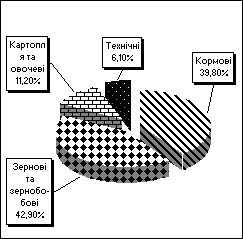 Картопл
я та
овочеві
11,20%
Технічні
6,10%
Кормові
39,80%
Зернові
та
зернобо-
бові
42,90%